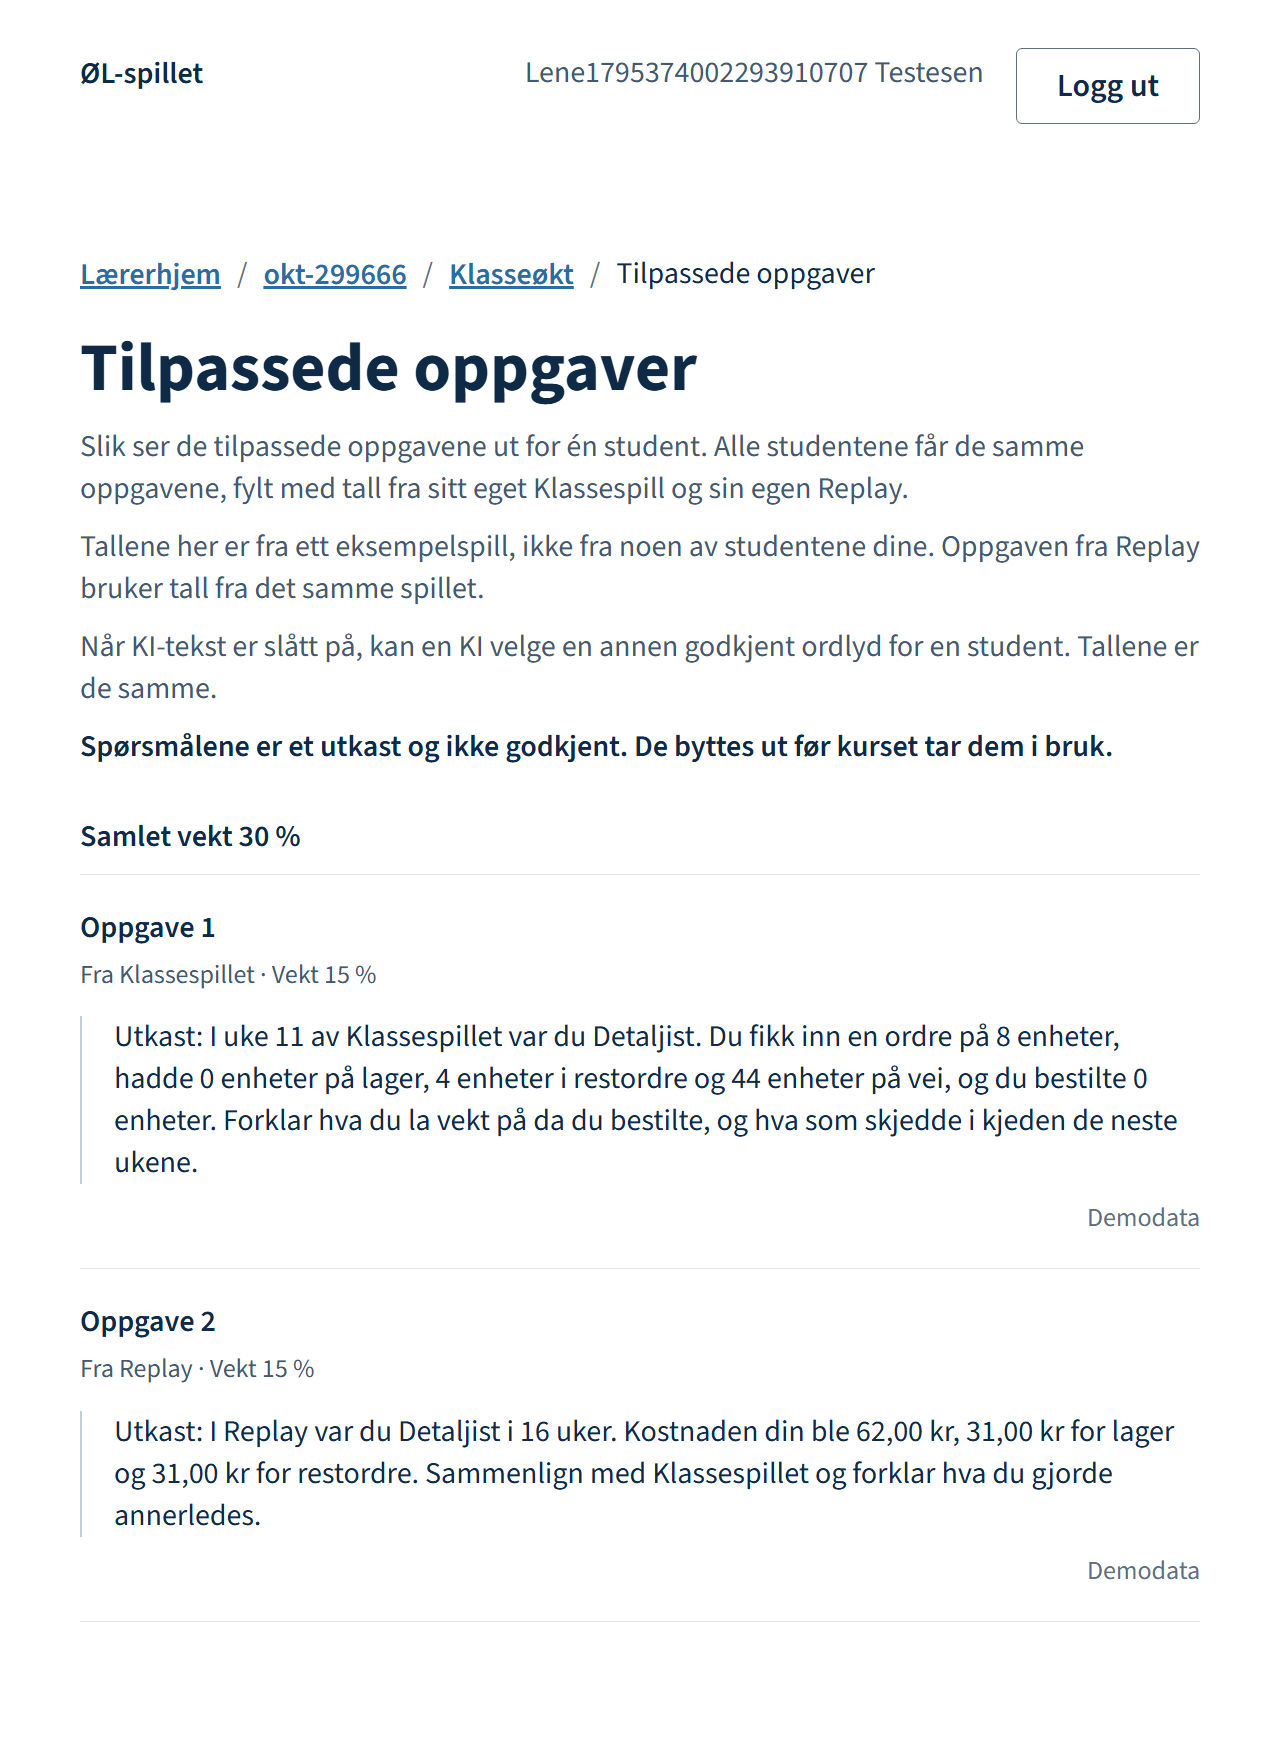 ØL-spillet
Lene1795374002293910707 Testesen
Logg ut
Lærerhjem / okt-299666 / Klasseøkt / Tilpassede oppgaver
Tilpassede oppgaver
Slik ser de tilpassede oppgavene ut for én student. Alle studentene får de samme
oppgavene, fylt med tall fra sitt eget Klassespill og sin egen Replay.
Tallene her er fra ett eksempelspill, ikke fra noen av studentene dine. Oppgaven fra Replay
bruker tall fra det samme spillet.
Når KI-tekst er slått på, kan en KI velge en annen godkjent ordlyd for en student. Tallene er
de samme.
Spørsmålene er et utkast og ikke godkjent. De byttes ut før kurset tar dem i bruk.
Samlet vekt 30 %
Oppgave 1
Fra Klassespillet · Vekt 15 %
Utkast: I uke 11 av Klassespillet var du Detaljist. Du fikk inn en ordre på 8 enheter,
hadde 0 enheter på lager, 4 enheter i restordre og 44 enheter på vei, og du bestilte 0
enheter. Forklar hva du la vekt på da du bestilte, og hva som skjedde i kjeden de neste
ukene.
Demodata
Oppgave 2
Fra Replay · Vekt 15 %
Utkast: I Replay var du Detaljist i 16 uker. Kostnaden din ble 62,00 kr, 31,00 kr for lager
og 31,00 kr for restordre. Sammenlign med Klassespillet og forklar hva du gjorde
annerledes.
Demodata